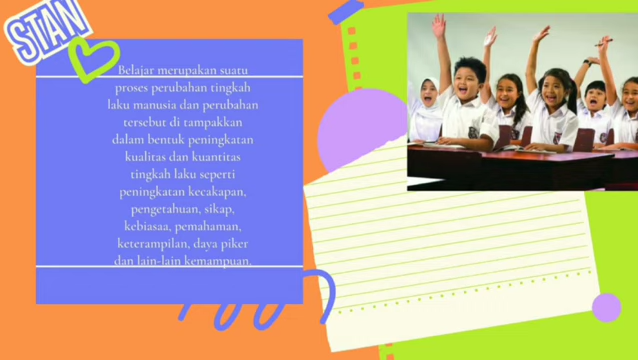 STAN
Belajar merupakan suatu
proses perubahan tingkah
laku manusia dan perubahan
tersebut di tampakkan
dalam bentuk peningkatan
kualitas dan kuantitas
tingkah laku seperti
peningkatan kecakapan,
pengetahuan, sikap,
kebiasaa, pemahaman,
keterampilan, daya piker
dan lain-lain kemampuan.